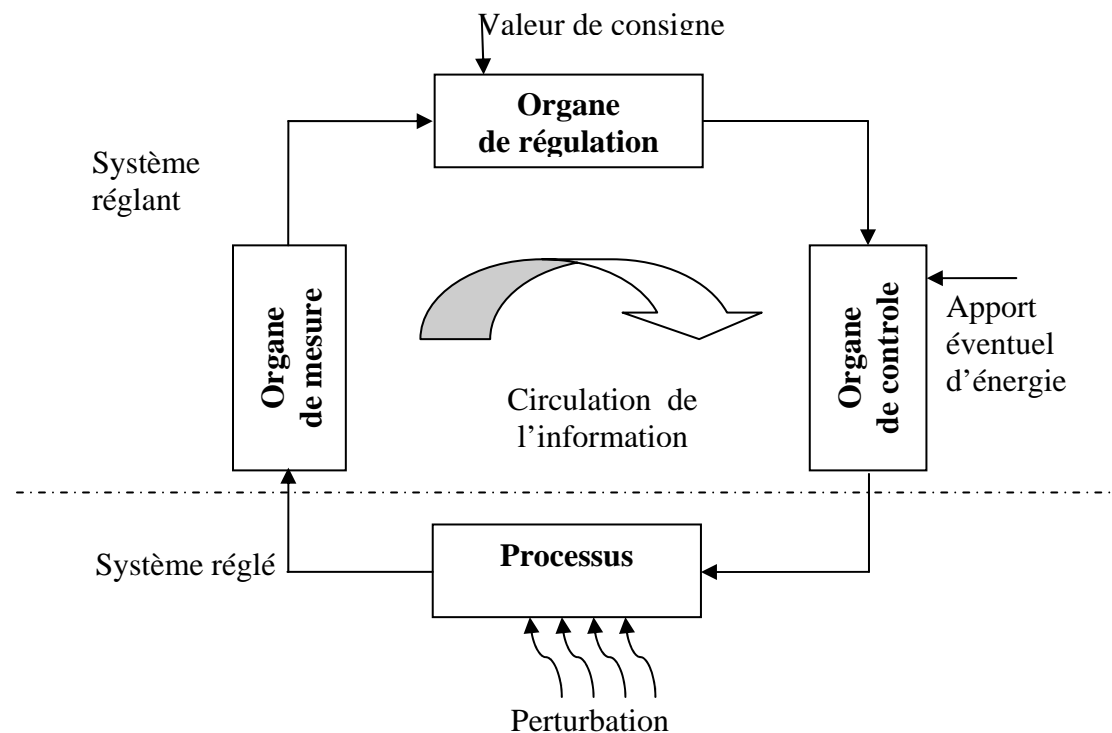 Valeur de consigne
Organe
de régulation
Système
réglant
Organe
de mesure
Organe
de controle
Apport
éventuel
d’énergie
Circulation de
l’information
Système réglé
Processus
Perturbation